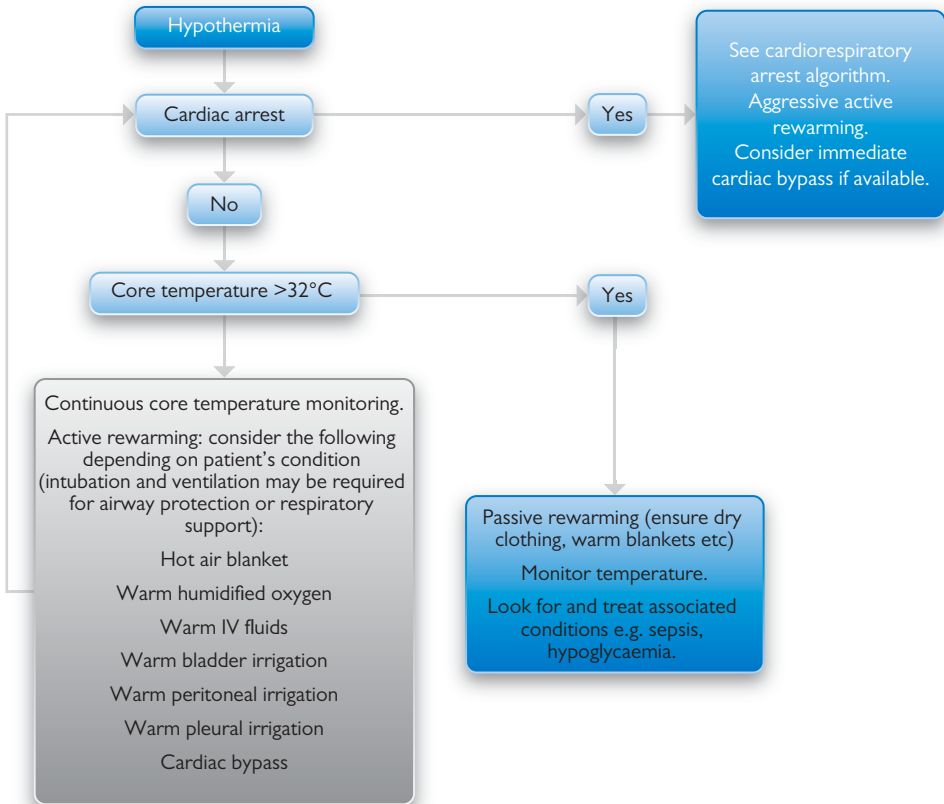 Hypothermia
Cardiac arrest
Yes
See cardiorespiratory
arrest algorithm.
Aggressive active
rewarming.
Consider immediate
cardiac bypass if available.
No
Core temperature >32°C
Yes
Continuous core temperature monitoring.
Active rewarming: consider the following
depending on patient's condition
(intubation and ventilation may be required
for airway protection or respiratory
support):
Hot air blanket
Warm humidified oxygen
Warm IV fluids
Warm bladder irrigation
Warm peritoneal irrigation
Warm pleural irrigation
Cardiac bypass
Passive rewarming (ensure dry
clothing, warm blankets etc)
Monitor temperature.
Look for and treat associated
conditions e.g. sepsis,
hypoglycaemia.